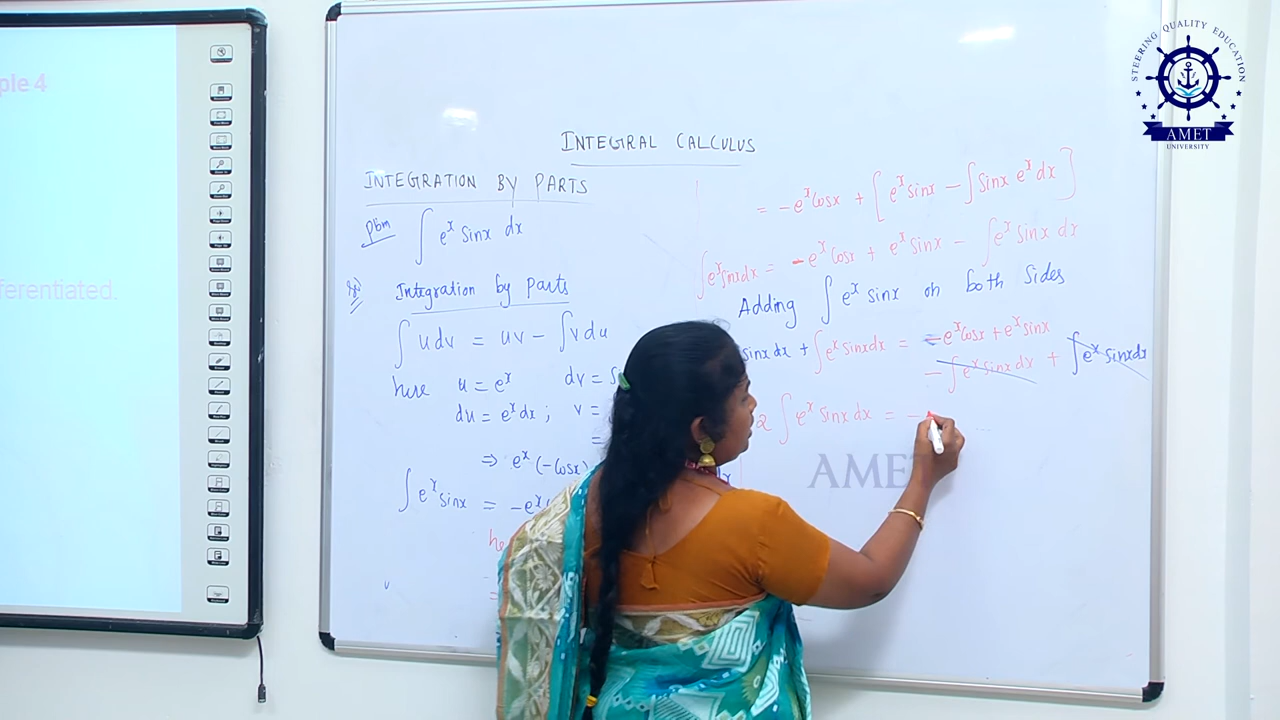 ple 4
ferentiated.
STEERING QUALITY EDUCATION
AMET
UNIVERSITY
INTEGRAL CALCULUS
INTEGRATION BY PARTS
Pbm ∫ e^x Sinx dx
Integration by parts
∫ u dv = uv − ∫ v du
here u = e^x dv = S
du = e^x dx ; v =
=
⇒ e^x (−Cosx)
∫ e^x sinx = −e^x
he
=
= −e^x Cosx + [ e^x sinx − ∫ Sinx e^x dx ]
∫ e^x sinx dx = −e^x Cosx + e^x Sinx − ∫ e^x Sinx dx
Adding ∫ e^x sinx on both Sides
sinx dx + ∫ e^x sinx dx = −e^x Cosx + e^x sinx
− ∫ e^x sinx dx + ∫ e^x sinx dx
2 ∫ e^x sinx dx = −
AMET